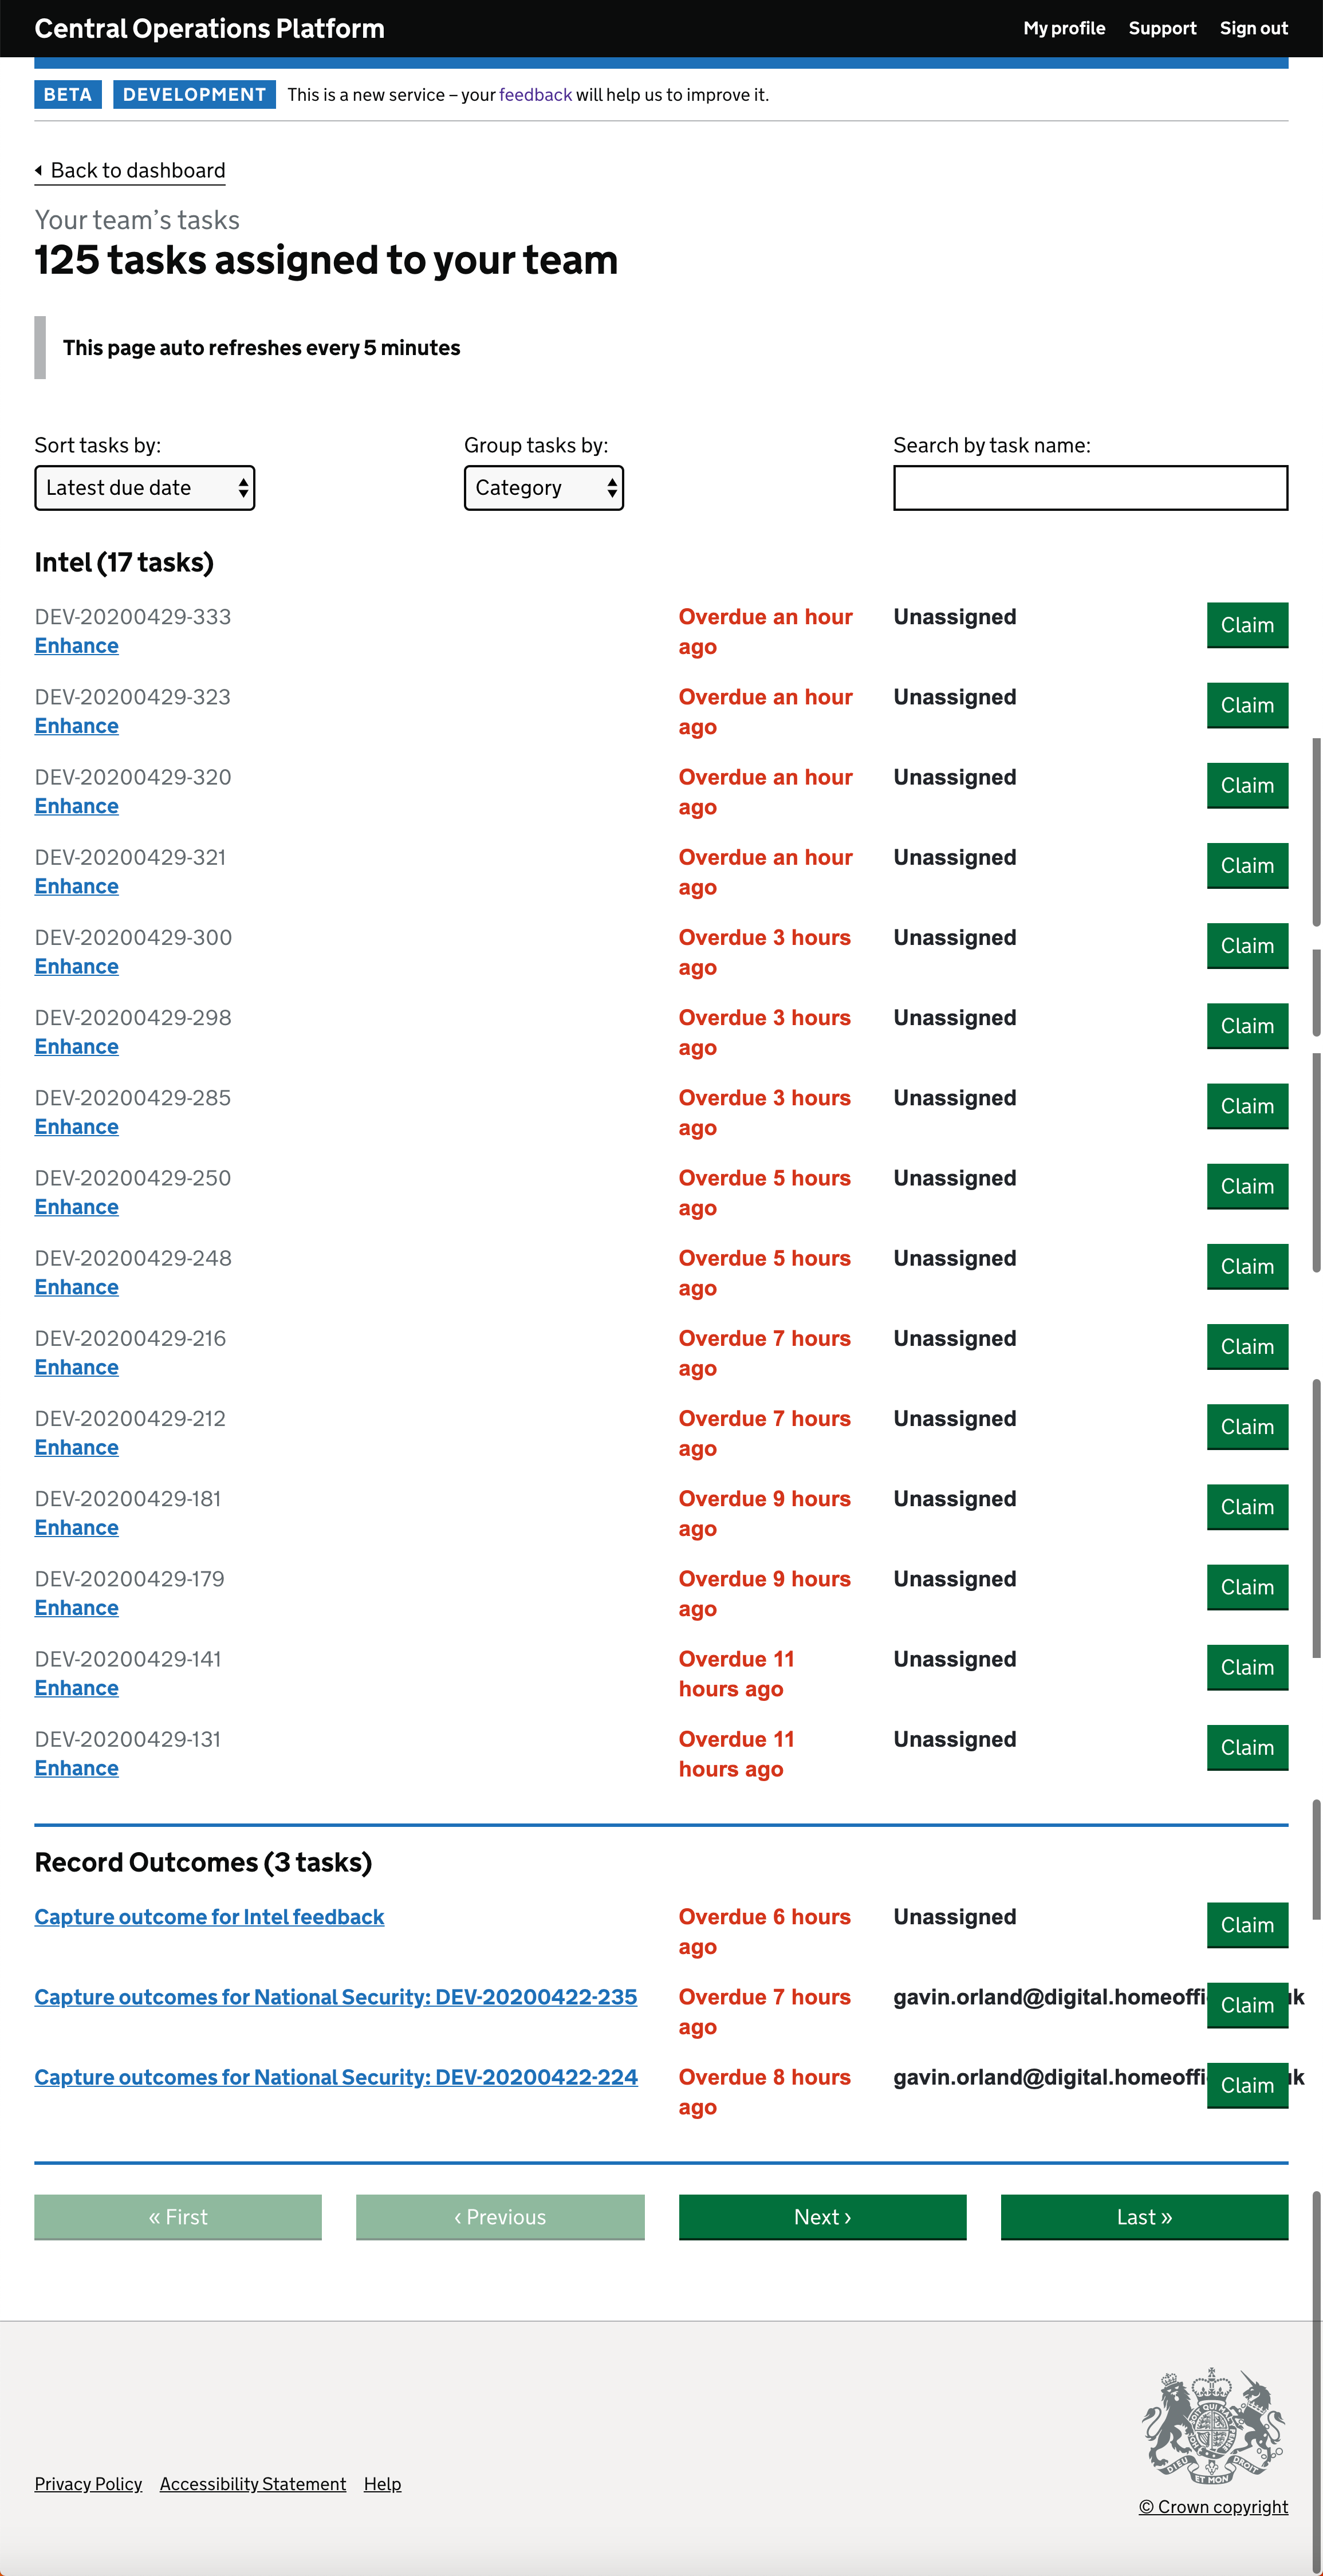 Central Operations Platform
My profile Support Sign out
BETA DEVELOPMENT This is a new service – your feedback will help us to improve it.
Back to dashboard
Your team's tasks
125 tasks assigned to your team
This page auto refreshes every 5 minutes
Sort tasks by: Group tasks by: Search by task name:
Latest due date Category
Intel (17 tasks)
DEV-20200429-333 Overdue an hour Unassigned Claim
Enhance ago
DEV-20200429-323 Overdue an hour Unassigned Claim
Enhance ago
DEV-20200429-320 Overdue an hour Unassigned Claim
Enhance ago
DEV-20200429-321 Overdue an hour Unassigned Claim
Enhance ago
DEV-20200429-300 Overdue 3 hours Unassigned Claim
Enhance ago
DEV-20200429-298 Overdue 3 hours Unassigned Claim
Enhance ago
DEV-20200429-285 Overdue 3 hours Unassigned Claim
Enhance ago
DEV-20200429-250 Overdue 5 hours Unassigned Claim
Enhance ago
DEV-20200429-248 Overdue 5 hours Unassigned Claim
Enhance ago
DEV-20200429-216 Overdue 7 hours Unassigned Claim
Enhance ago
DEV-20200429-212 Overdue 7 hours Unassigned Claim
Enhance ago
DEV-20200429-181 Overdue 9 hours Unassigned Claim
Enhance ago
DEV-20200429-179 Overdue 9 hours Unassigned Claim
Enhance ago
DEV-20200429-141 Overdue 11 Unassigned Claim
Enhance hours ago
DEV-20200429-131 Overdue 11 Unassigned Claim
Enhance hours ago
Record Outcomes (3 tasks)
Capture outcome for Intel feedback Overdue 6 hours Unassigned Claim
ago
Capture outcomes for National Security: DEV-20200422-235 Overdue 7 hours gavin.orland@digital.homeoffi Claim k
ago
Capture outcomes for National Security: DEV-20200422-224 Overdue 8 hours gavin.orland@digital.homeoffi Claim k
ago
« First ‹ Previous Next › Last »
DIEU ET MON DROIT
Privacy Policy Accessibility Statement Help
© Crown copyright